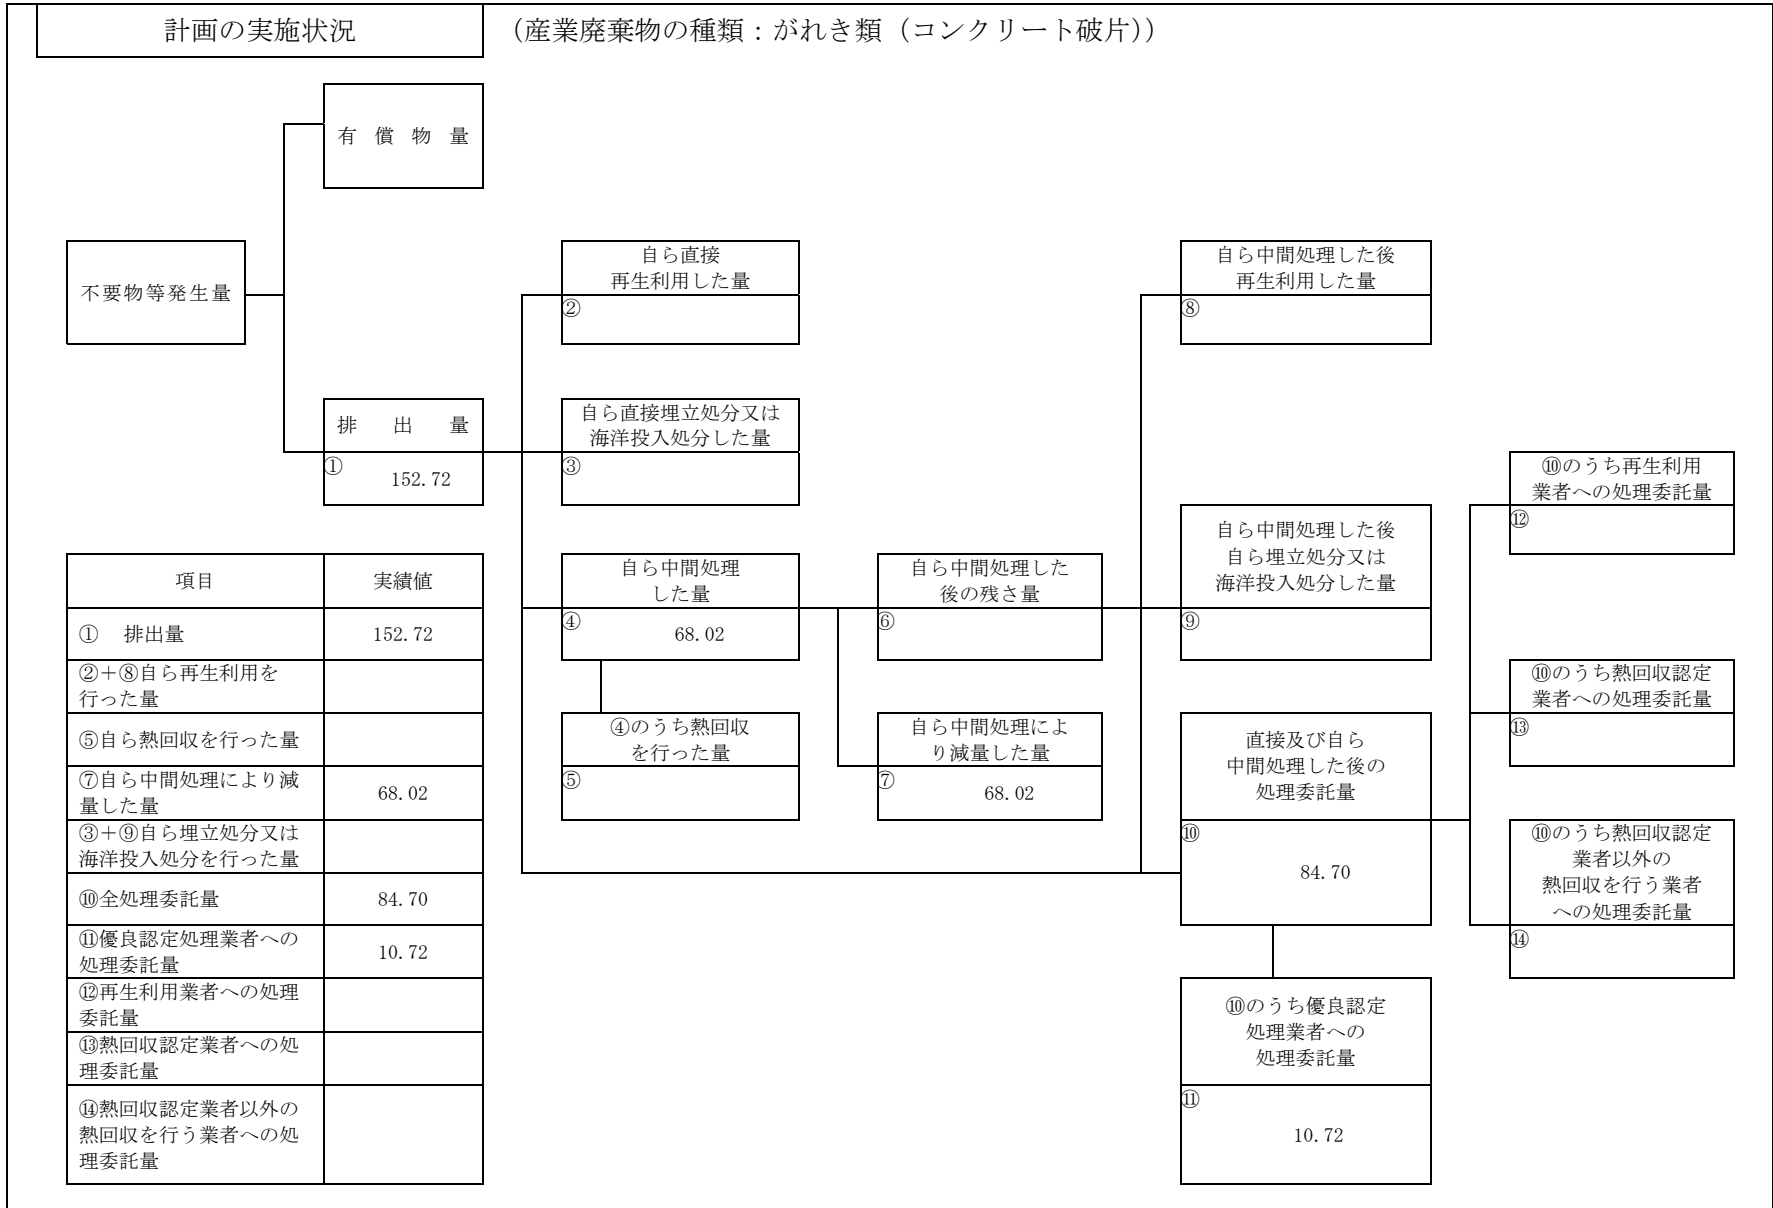 計画の実施状況
（産業廃棄物の種類：がれき類（コンクリート破片））
有償物量
不要物等発生量
自ら直接
再生利用した量
②
自ら中間処理した後
再生利用した量
⑧
排出量
① 152.72
自ら直接埋立処分又は
海洋投入処分した量
③
⑩のうち再生利用
業者への処理委託量
⑫
自ら中間処理した後
自ら埋立処分又は
海洋投入処分した量
⑨
自ら中間処理
した量
④ 68.02
自ら中間処理した
後の残さ量
⑥
④のうち熱回収
を行った量
⑤
自ら中間処理によ
り減量した量
⑦ 68.02
直接及び自ら
中間処理した後の
処理委託量
⑩ 84.70
⑩のうち熱回収認定
業者への処理委託量
⑬
⑩のうち熱回収認定
業者以外の
熱回収を行う業者
への処理委託量
⑭
⑩のうち優良認定
処理業者への
処理委託量
⑪ 10.72
項目 実績値
① 排出量 152.72
②＋⑧自ら再生利用を
行った量
⑤自ら熱回収を行った量
⑦自ら中間処理により減
量した量 68.02
③＋⑨自ら埋立処分又は
海洋投入処分を行った量
⑩全処理委託量 84.70
⑪優良認定処理業者への
処理委託量 10.72
⑫再生利用業者への処理
委託量
⑬熱回収認定業者への処
理委託量
⑭熱回収認定業者以外の
熱回収を行う業者への処
理委託量